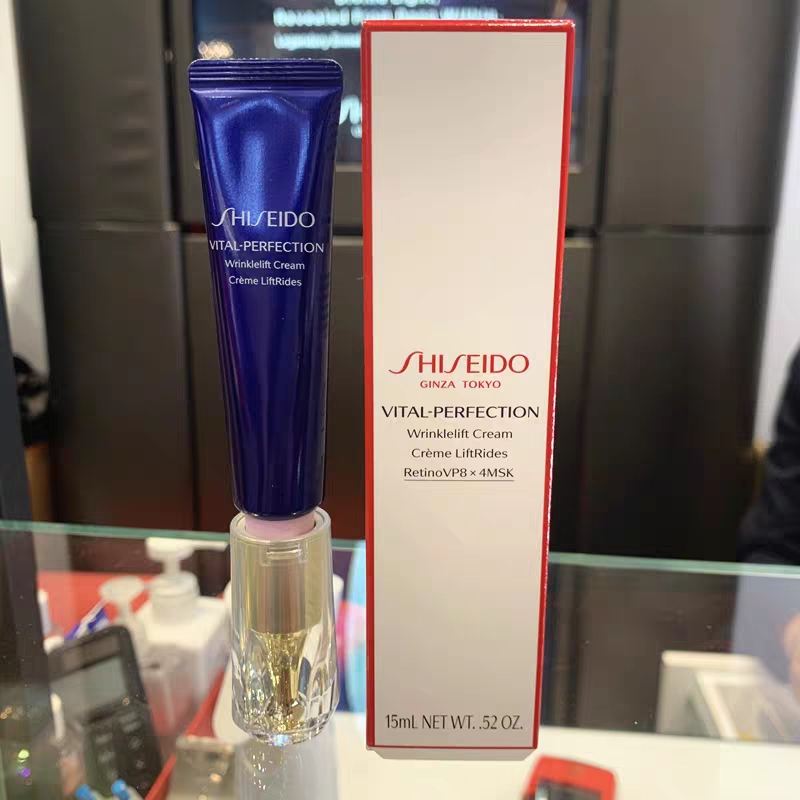 SHISEIDO
VITAL-PERFECTION
Wrinklelift Cream
Crème LiftRides
SHISEIDO
GINZA TOKYO
VITAL-PERFECTION
Wrinklelift Cream
Crème LiftRides
RetinoVP8 × 4MSK
15mL NET WT. .52 OZ.